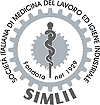 SOCIETÀ ITALIANA DI MEDICINA DEL LAVORO ED IGIENE INDUSTRIALE
Fondata nel 1929
SIMLII